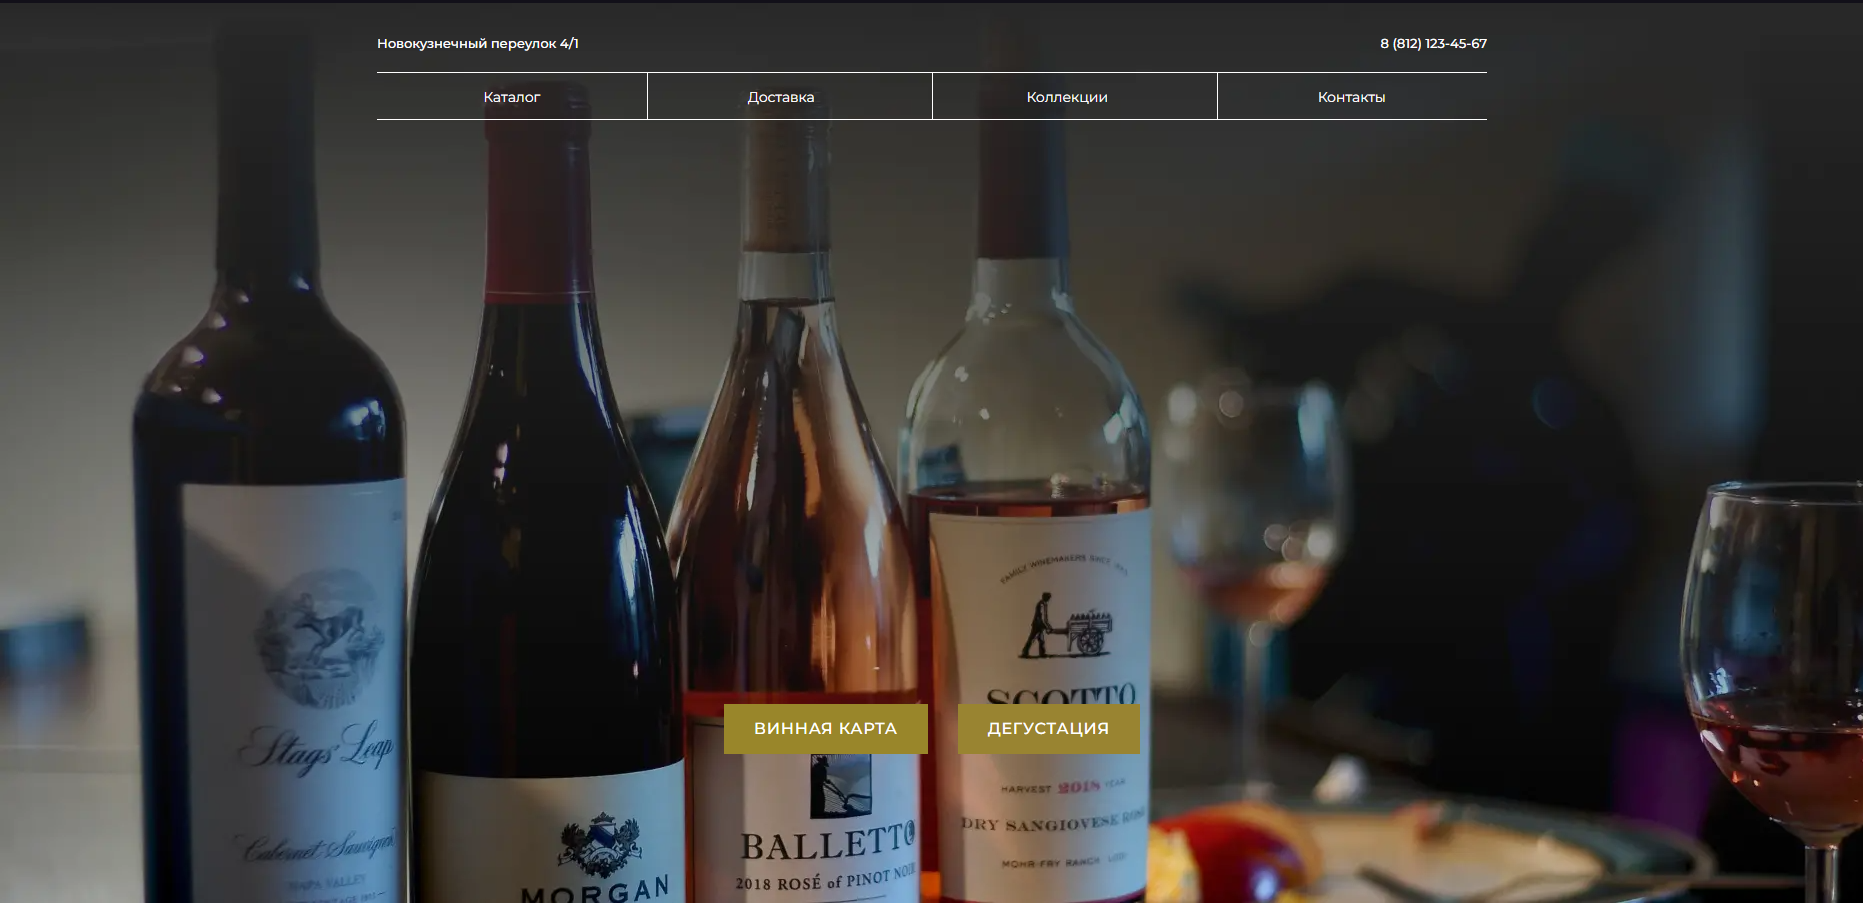 Новокузнечный переулок 4/1
8 (812) 123-45-67
Каталог
Доставка
Коллекции
Контакты
FAMILY WINEMAKERS SINCE
SCOTTO
ВИННАЯ КАРТА
ДЕГУСТАЦИЯ
Stags' Leap
HARVEST 2018 YEAR
DRY SANGIOVESE ROSÉ
BALLETTO
Cabernet Sauvignon
MOHR-FRY RANCH LODI
NAPA VALLEY
2018 ROSÉ of PINOT NOIR
MORGAN